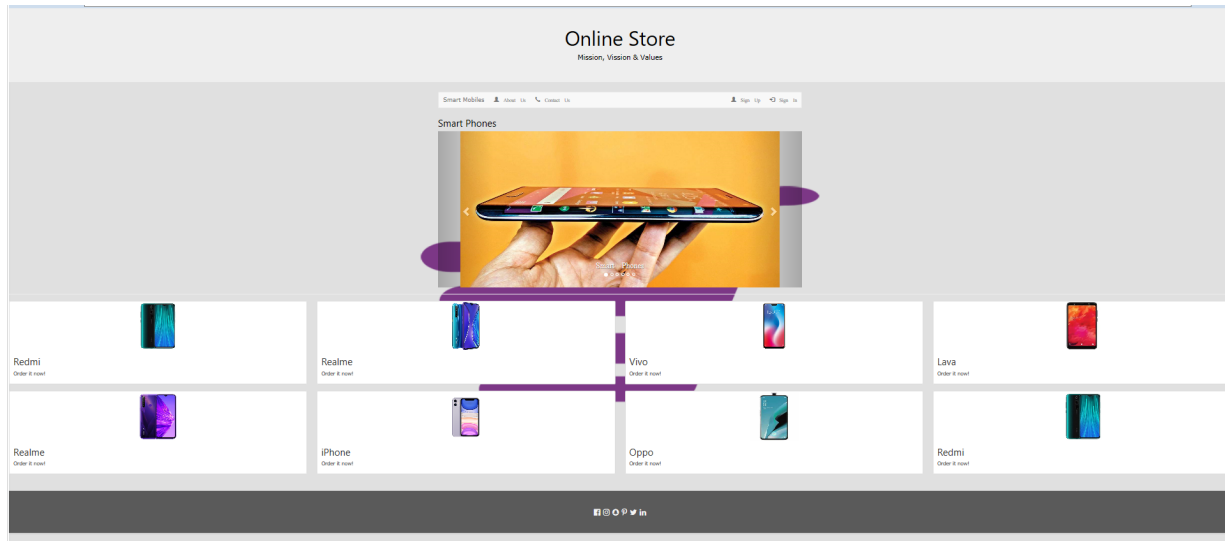 Online Store
Mission, Vission & Values
Smart Mobiles About Us Contact Us Sign Up Sign In
Smart Phones
Smart Phones
Redmi Realme Vivo Lava
Order it now! Order it now! Order it now! Order it now!
Realme iPhone Oppo Redmi
Order it now! Order it now! Order it now! Order it now!